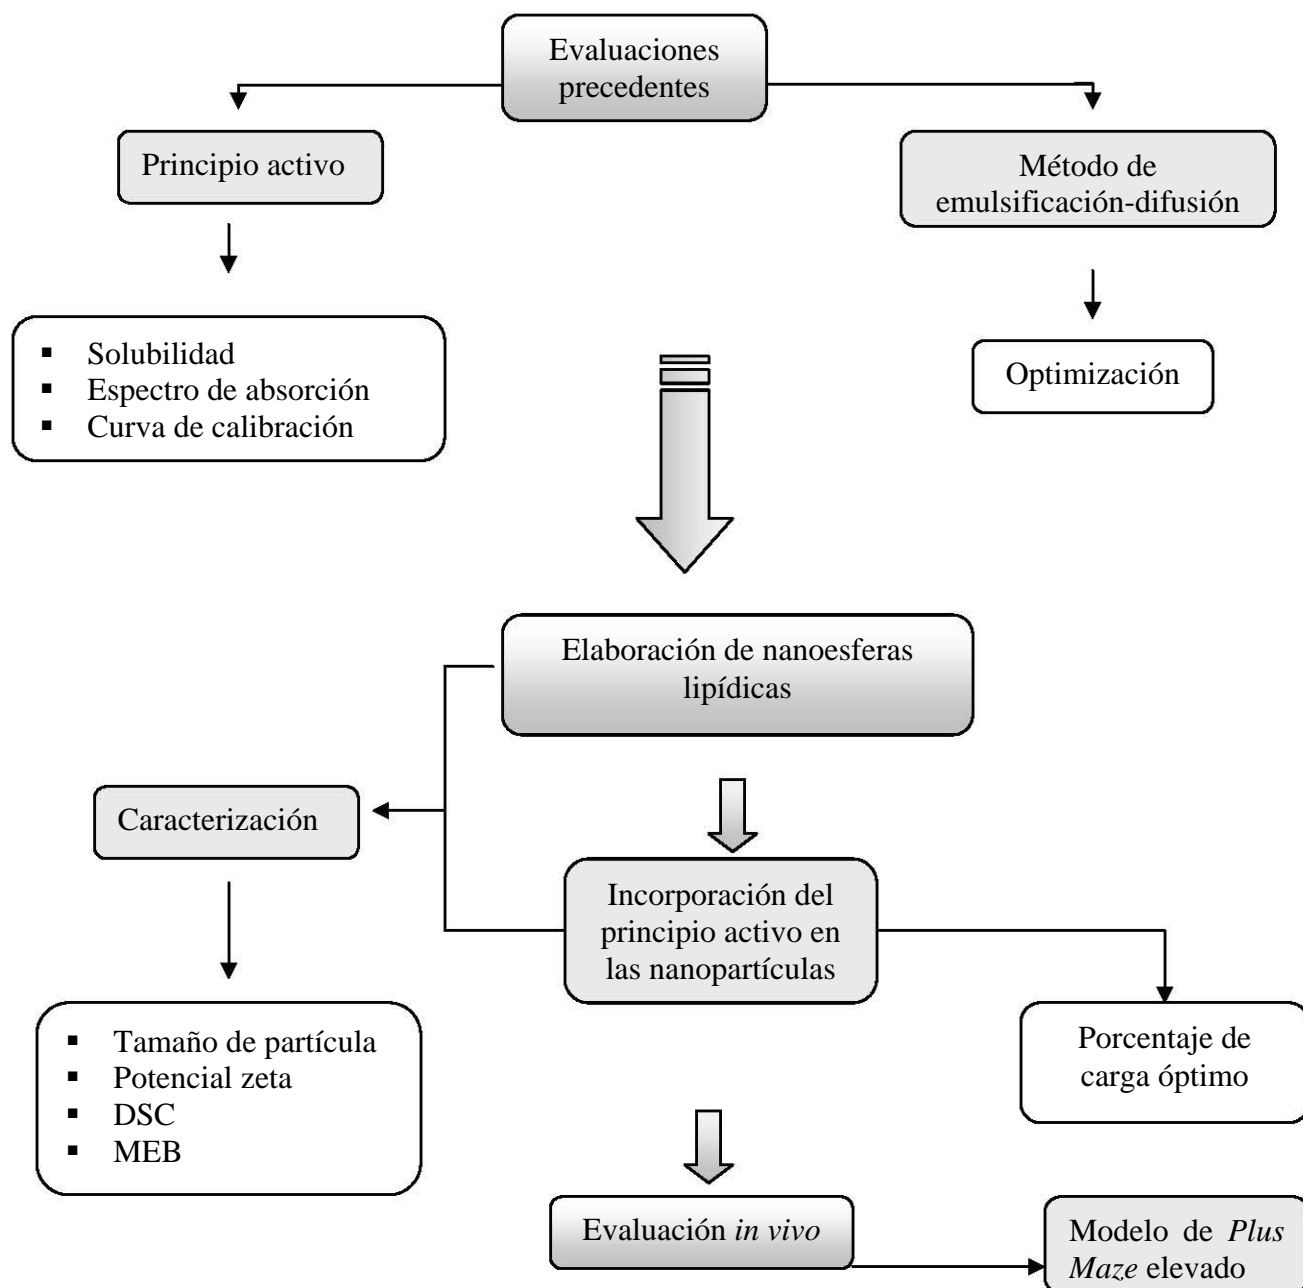 Evaluaciones
precedentes
Principio activo
Método de
emulsificación-difusión
▪ Solubilidad
▪ Espectro de absorción
▪ Curva de calibración
Optimización
Elaboración de nanoesferas
lipídicas
Caracterización
Incorporación del
principio activo en
las nanopartículas
▪ Tamaño de partícula
▪ Potencial zeta
▪ DSC
▪ MEB
Porcentaje de
carga óptimo
Evaluación in vivo
Modelo de Plus
Maze elevado